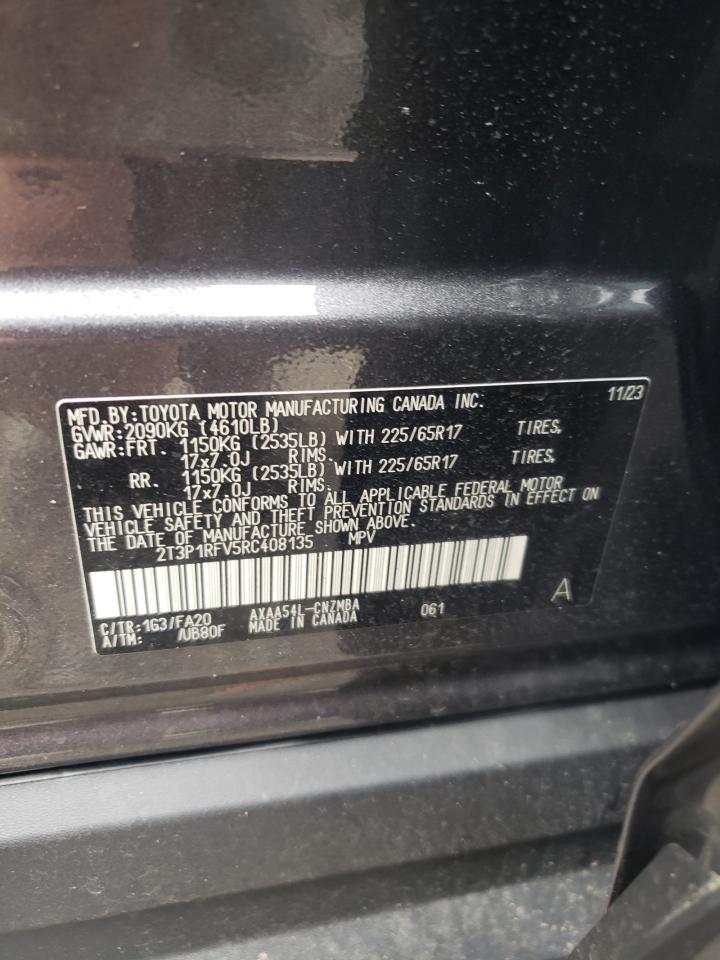 MFD.BY:TOYOTA MOTOR MANUFACTURING CANADA INC. 11/23
GVWR:2090KG (4610LB)
GAWR:FRT. 1150KG (2535LB) WITH 225/65R17 TIRES,
17x7.0J RIMS.
RR. 1150KG (2535LB) WITH 225/65R17 TIRES,
17x7.0J RIMS.
THIS VEHICLE CONFORMS TO ALL APPLICABLE FEDERAL MOTOR
VEHICLE SAFETY AND THEFT PREVENTION STANDARDS IN EFFECT ON
THE DATE OF MANUFACTURE SHOWN ABOVE.
2T3P1RFV5RC408135 MPV
C/TR:1G3/FA20 AXAA54L-CNZMBA 061 A
A/TM: /UB80F MADE IN CANADA